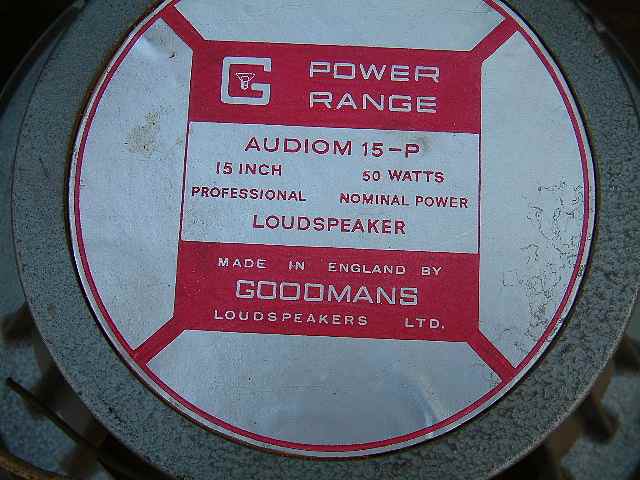 G POWER
RANGE
AUDIOM 15-P
15 INCH 50 WATTS
PROFESSIONAL NOMINAL POWER
LOUDSPEAKER
MADE IN ENGLAND BY
GOODMANS
LOUDSPEAKERS LTD.